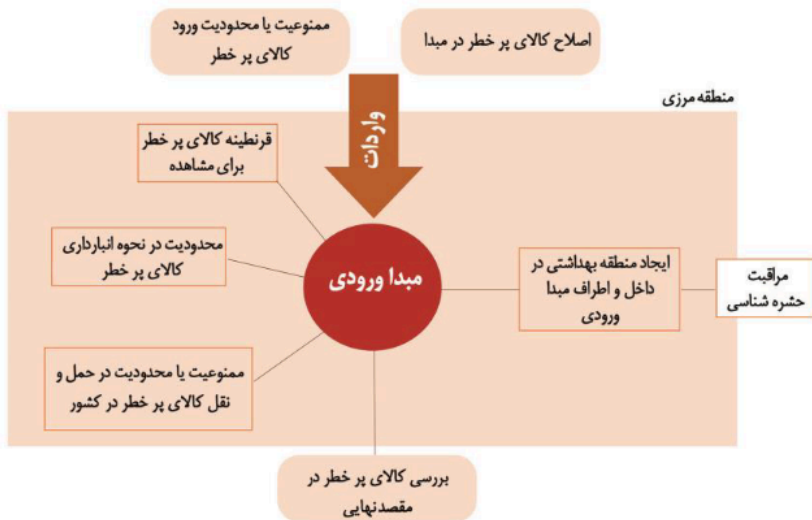 ممنوعیت یا محدودیت ورود
کالای پر خطر
اصلاح کالای پر خطر در مبدا
منطقه مرزی
واردات
قرنطینه کالای پر خطر
برای مشاهده
محدودیت در نحوه انبارداری
کالای پر خطر
مبدا ورودی
ایجاد منطقه بهداشتی در
داخل و اطراف مبدا
ورودی
مراقبت
حشره شناسی
ممنوعیت یا محدودیت در حمل و
نقل کالای پر خطر در کشور
بررسی کالای پر خطر در
مقصدنهایی